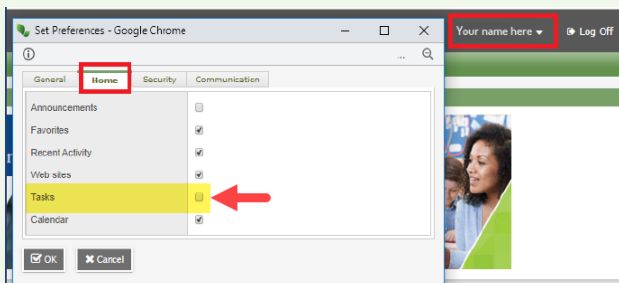 Set Preferences - Google Chrome
Your name here
Log Off
...
General Home Security Communication
Announcements
Favorites
Recent Activity
Web sites
Tasks
Calendar
OK Cancel